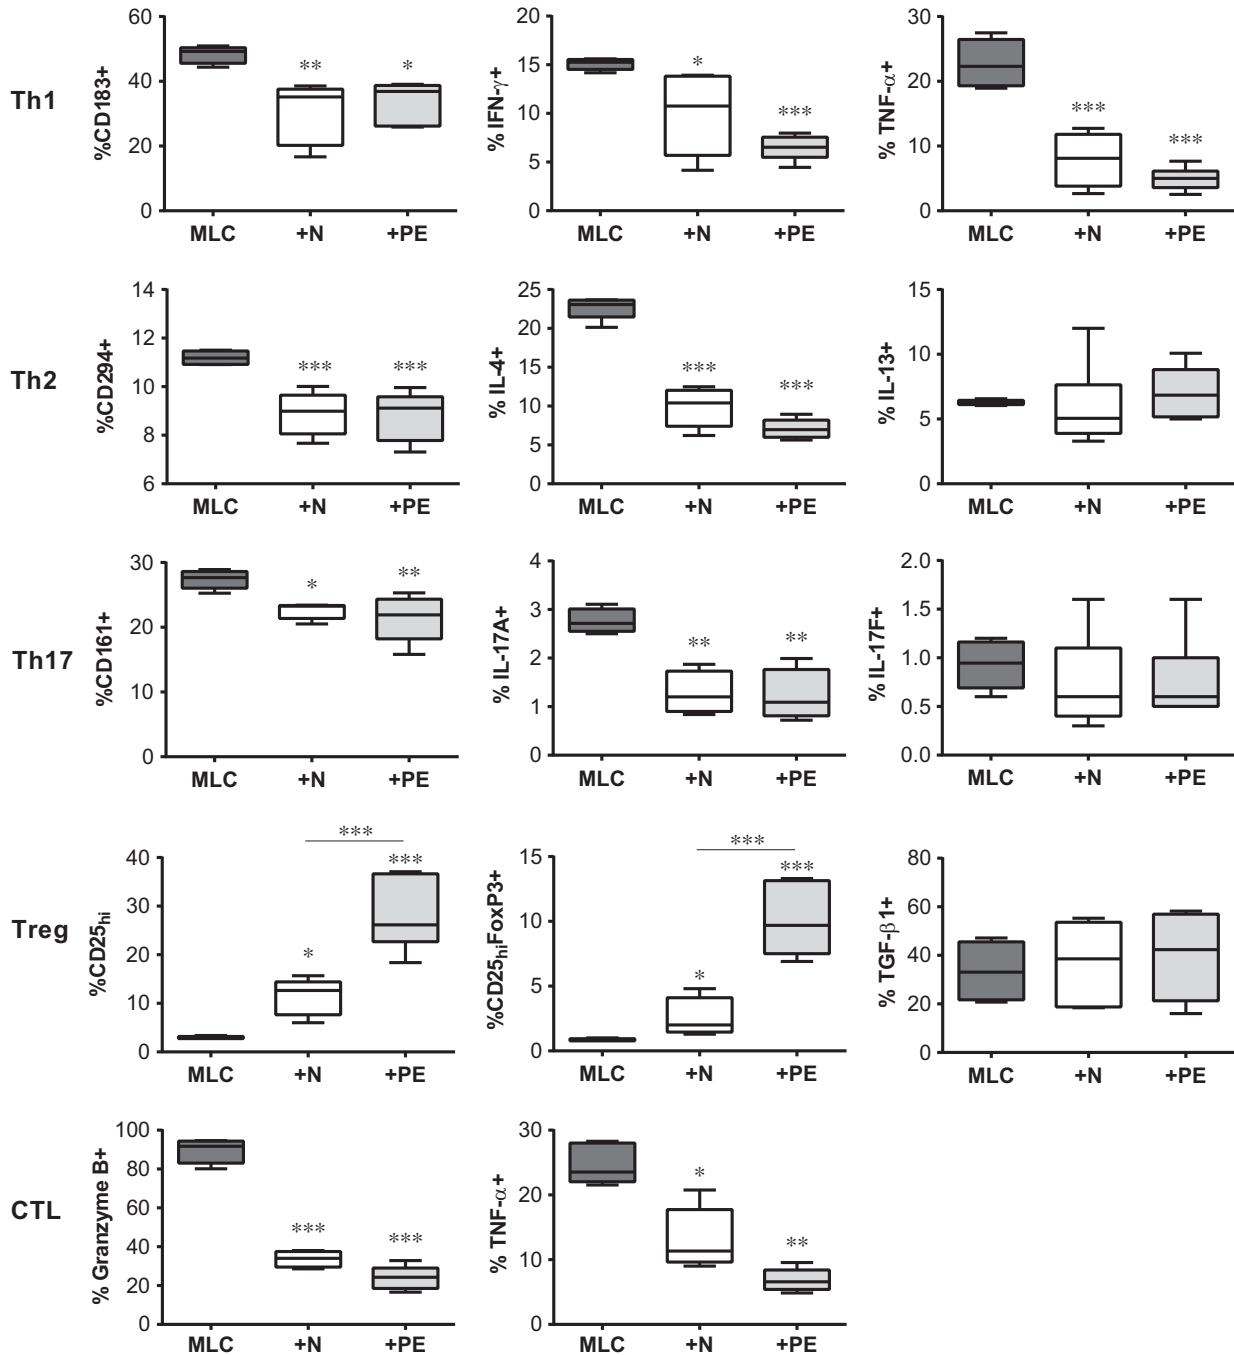 Th1
%CD183+
60
40
20
0
**
*
MLC +N +PE
% IFN-γ+
20
15
10
5
0
*
***
MLC +N +PE
% TNF-α+
30
20
10
0
***
***
MLC +N +PE
Th2
%CD294+
14
12
10
8
6
***
***
MLC +N +PE
% IL-4+
25
20
15
10
5
0
***
***
MLC +N +PE
% IL-13+
15
10
5
0
MLC +N +PE
Th17
%CD161+
30
20
10
0
*
**
MLC +N +PE
% IL-17A+
4
3
2
1
0
**
**
MLC +N +PE
% IL-17F+
2.0
1.5
1.0
0.5
0.0
MLC +N +PE
Treg
%CD25hi
40
30
20
10
0
***
***
*
MLC +N +PE
%CD25hiFoxP3+
15
10
5
0
***
***
*
MLC +N +PE
% TGF-β1+
80
60
40
20
0
MLC +N +PE
CTL
% Granzyme B+
100
80
60
40
20
0
***
***
MLC +N +PE
% TNF-α+
30
20
10
0
*
**
MLC +N +PE